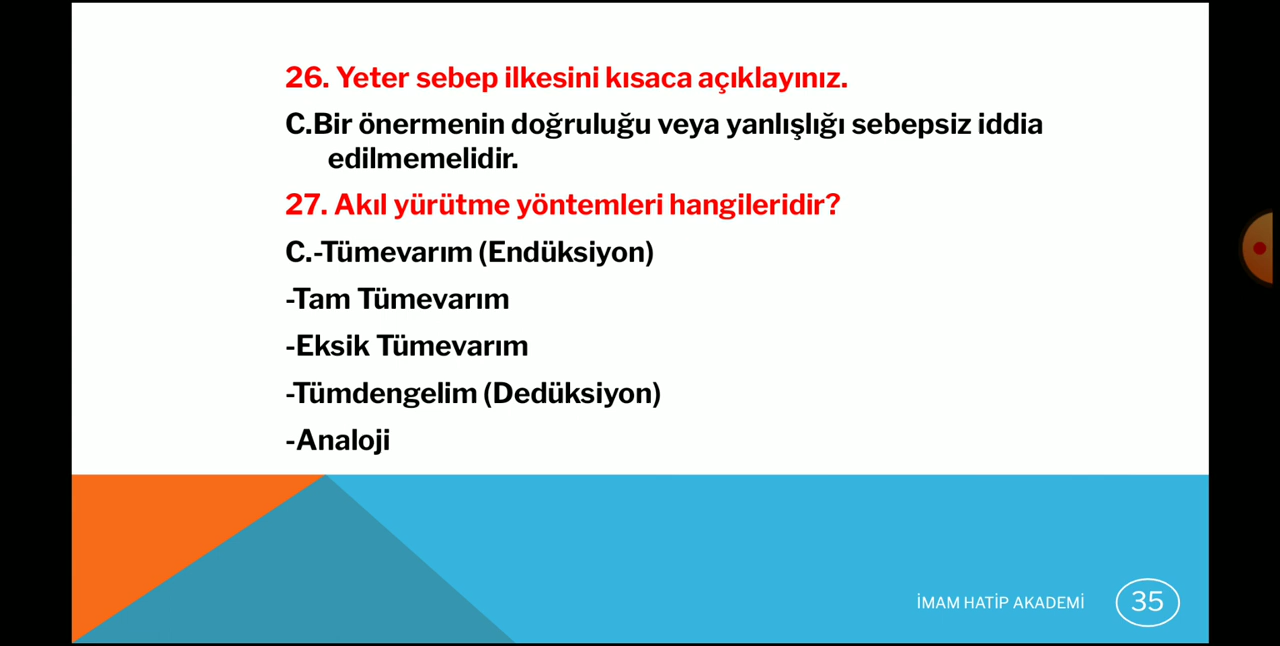 26. Yeter sebep ilkesini kısaca açıklayınız.
C.Bir önermenin doğruluğu veya yanlışlığı sebepsiz iddia
edilmemelidir.
27. Akıl yürütme yöntemleri hangileridir?
C.-Tümevarım (Endüksiyon)
-Tam Tümevarım
-Eksik Tümevarım
-Tümdengelim (Dedüksiyon)
-Analoji
İMAM HATİP AKADEMİ 35